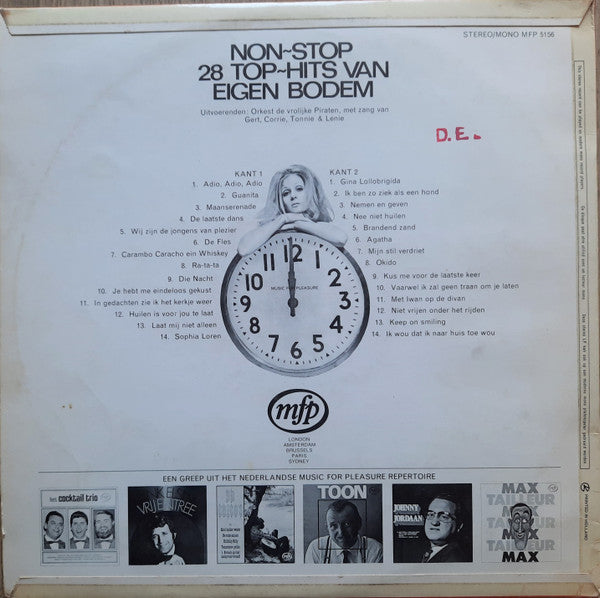 STEREO/MONO MFP 5156
NON-STOP
28 TOP-HITS VAN
EIGEN BODEM
Uitvoerenden: Orkest de vrolijke Piraten, met zang van
Gert, Corrie, Tonnie & Lenie
D.E.
KANT 1
1. Adio, Adio, Adio
2. Guanita
3. Maanserenade
4. De laatste dans
5. Wij zijn de jongens van plezier
6. De Fles
7. Carambo Caracho ein Whiskey
8. Ra-ta-ta
9. Die Nacht
10. Je hebt me eindeloos gekust
11. In gedachten zie ik het kerkje weer
12. Huilen is voor jou te laat
13. Laat mij niet alleen
14. Sophia Loren
KANT 2
1. Gina Lollobrigida
2. Ik ben zo ziek als een hond
3. Nemen en geven
4. Nee niet huilen
5. Brandend zand
6. Agatha
7. Mijn stil verdriet
8. Okido
9. Kus me voor de laatste keer
10. Vaarwel ik zal geen traan om je laten
11. Met Iwan op de divan
12. Niet vrijen onder het rijden
13. Keep on smiling
14. Ik wou dat ik naar huis toe wou
12
1
2
3
4
5
6
7
8
9
10
11
MUSIC FOR PLEASURE
mfp
LONDON
AMSTERDAM
BRUSSELS
PARIS
SYDNEY
EEN GREEP UIT HET NEDERLANDSE MUSIC FOR PLEASURE REPERTOIRE
het cocktail trio
VRIJE ENTREE
TOON
JOHNNY
JORDAAN
MAX
TAILLEUR
MAX
TAILLEUR
MAX
PRINTED IN HOLLAND